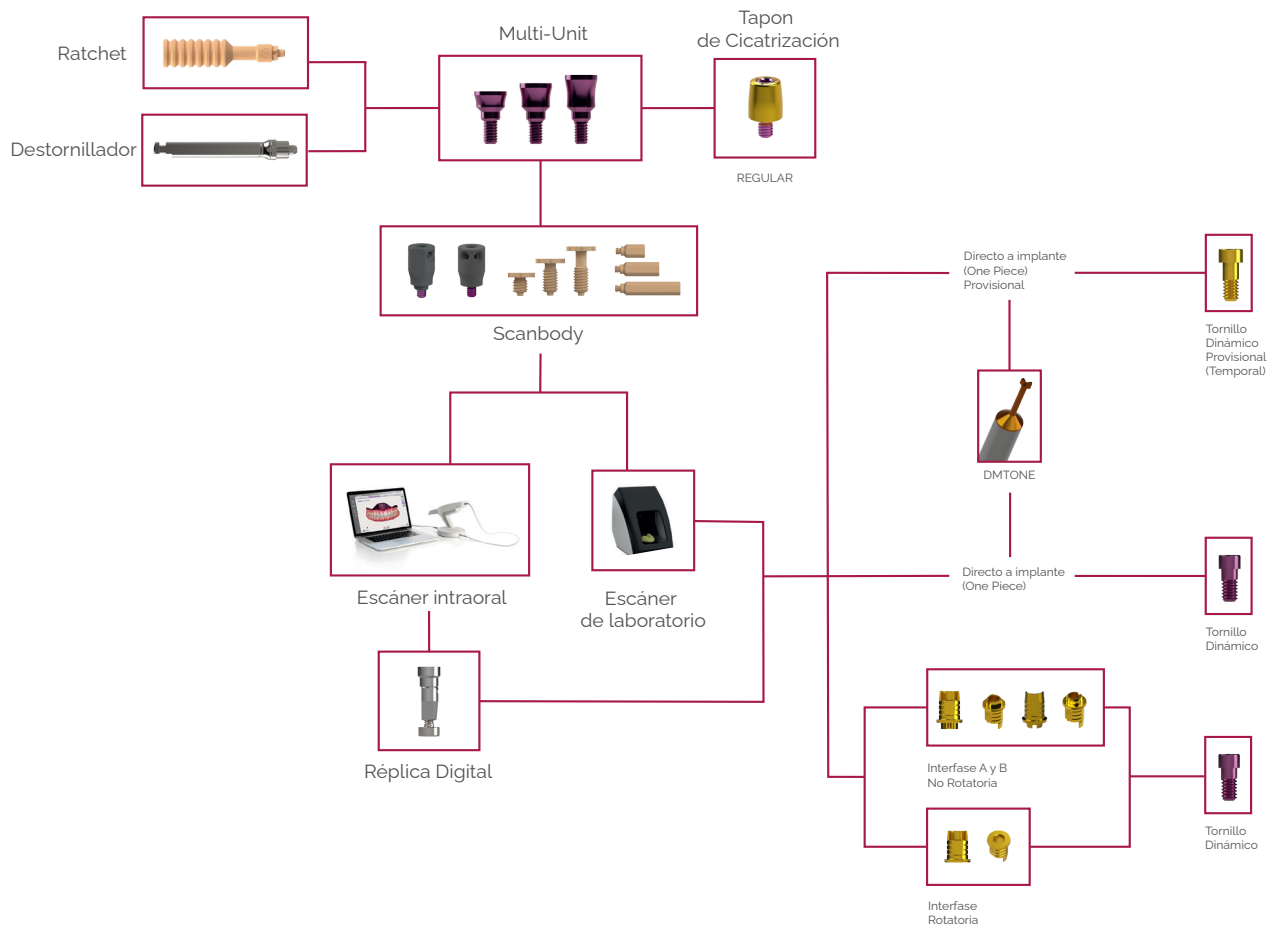 Ratchet
Destornillador
Multi-Unit
Tapon
de Cicatrización
REGULAR
Scanbody
Escáner intraoral
Escáner
de laboratorio
Réplica Digital
Directo a implante
(One Piece)
Provisional
Tornillo
Dinámico
Provisional
(Temporal)
DMTONE
Directo a implante
(One Piece)
Tornillo
Dinámico
Interfase A y B
No Rotatoria
Tornillo
Dinámico
Interfase
Rotatoria